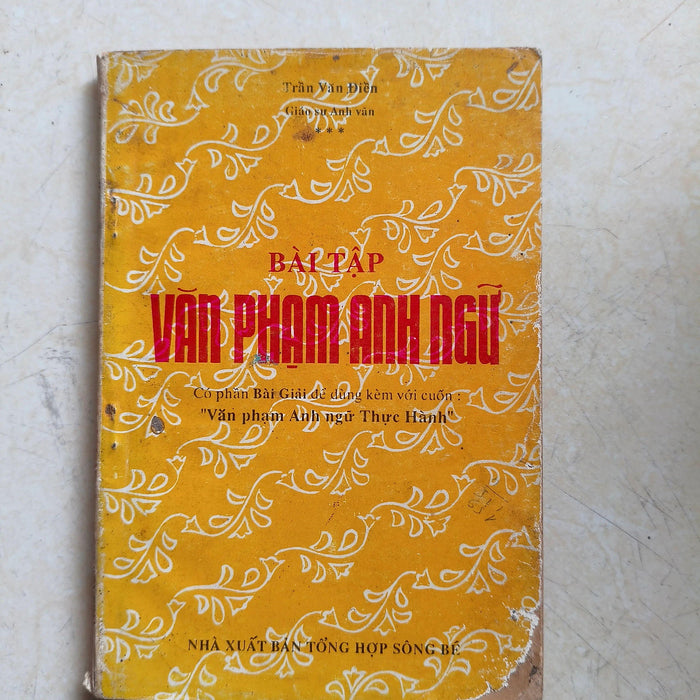 Trần Văn Điền
Giáo sư Anh văn
***
BÀI TẬP
VĂN PHẠM ANH NGỮ
Có phần Bài Giải để dùng kèm với cuốn :
"Văn phạm Anh ngữ Thực Hành"
NHÀ XUẤT BẢN TỔNG HỢP SÔNG BÉ